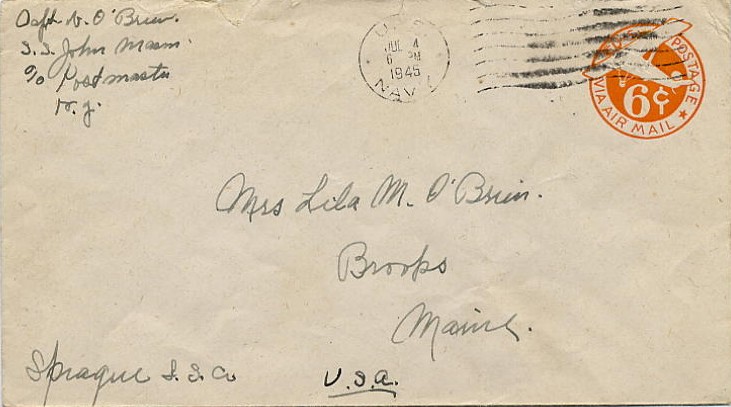 Capt. V. O'Brien.
S.S. John Mason
c/o Postmaster
N.Y.
U.S.
JUL 4
6 PM
1945
NAVY
POSTAGE
6¢
VIA AIR MAIL
Mrs Lila M. O'Brien.
Brooks
Maine.
Sprague S.S. Co
U.S.A.